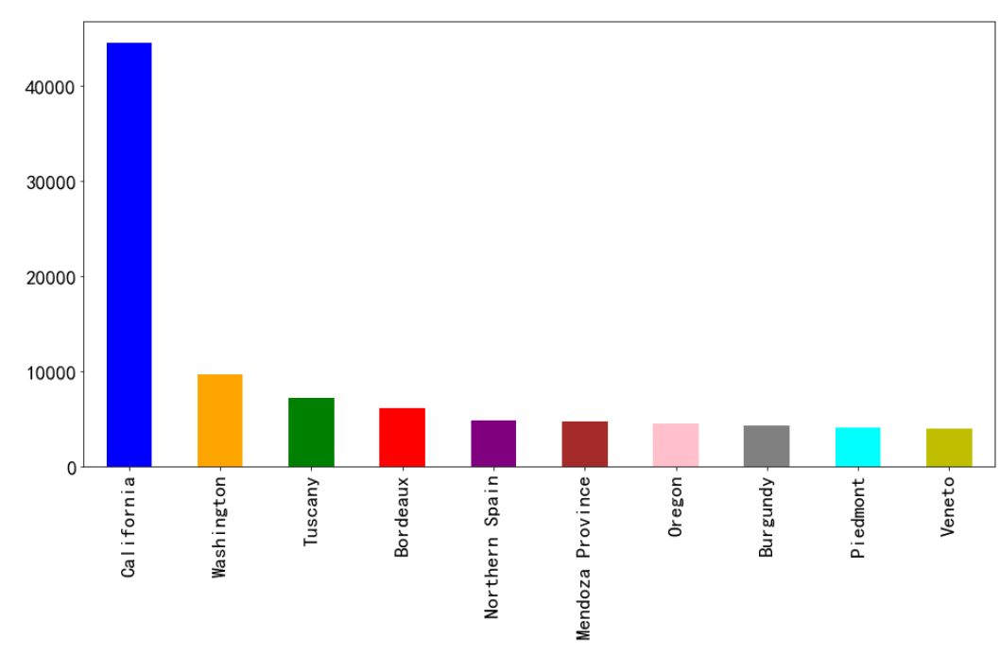 40000
30000
20000
10000
0
California
Washington
Tuscany
Bordeaux
Northern Spain
Mendoza Province
Oregon
Burgundy
Piedmont
Veneto